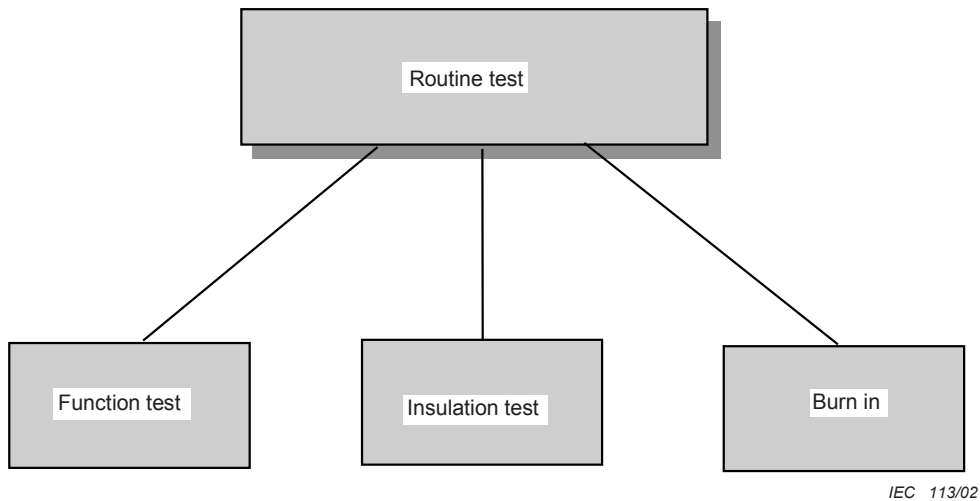 Routine test
Function test
Insulation test
Burn in
IEC 113/02